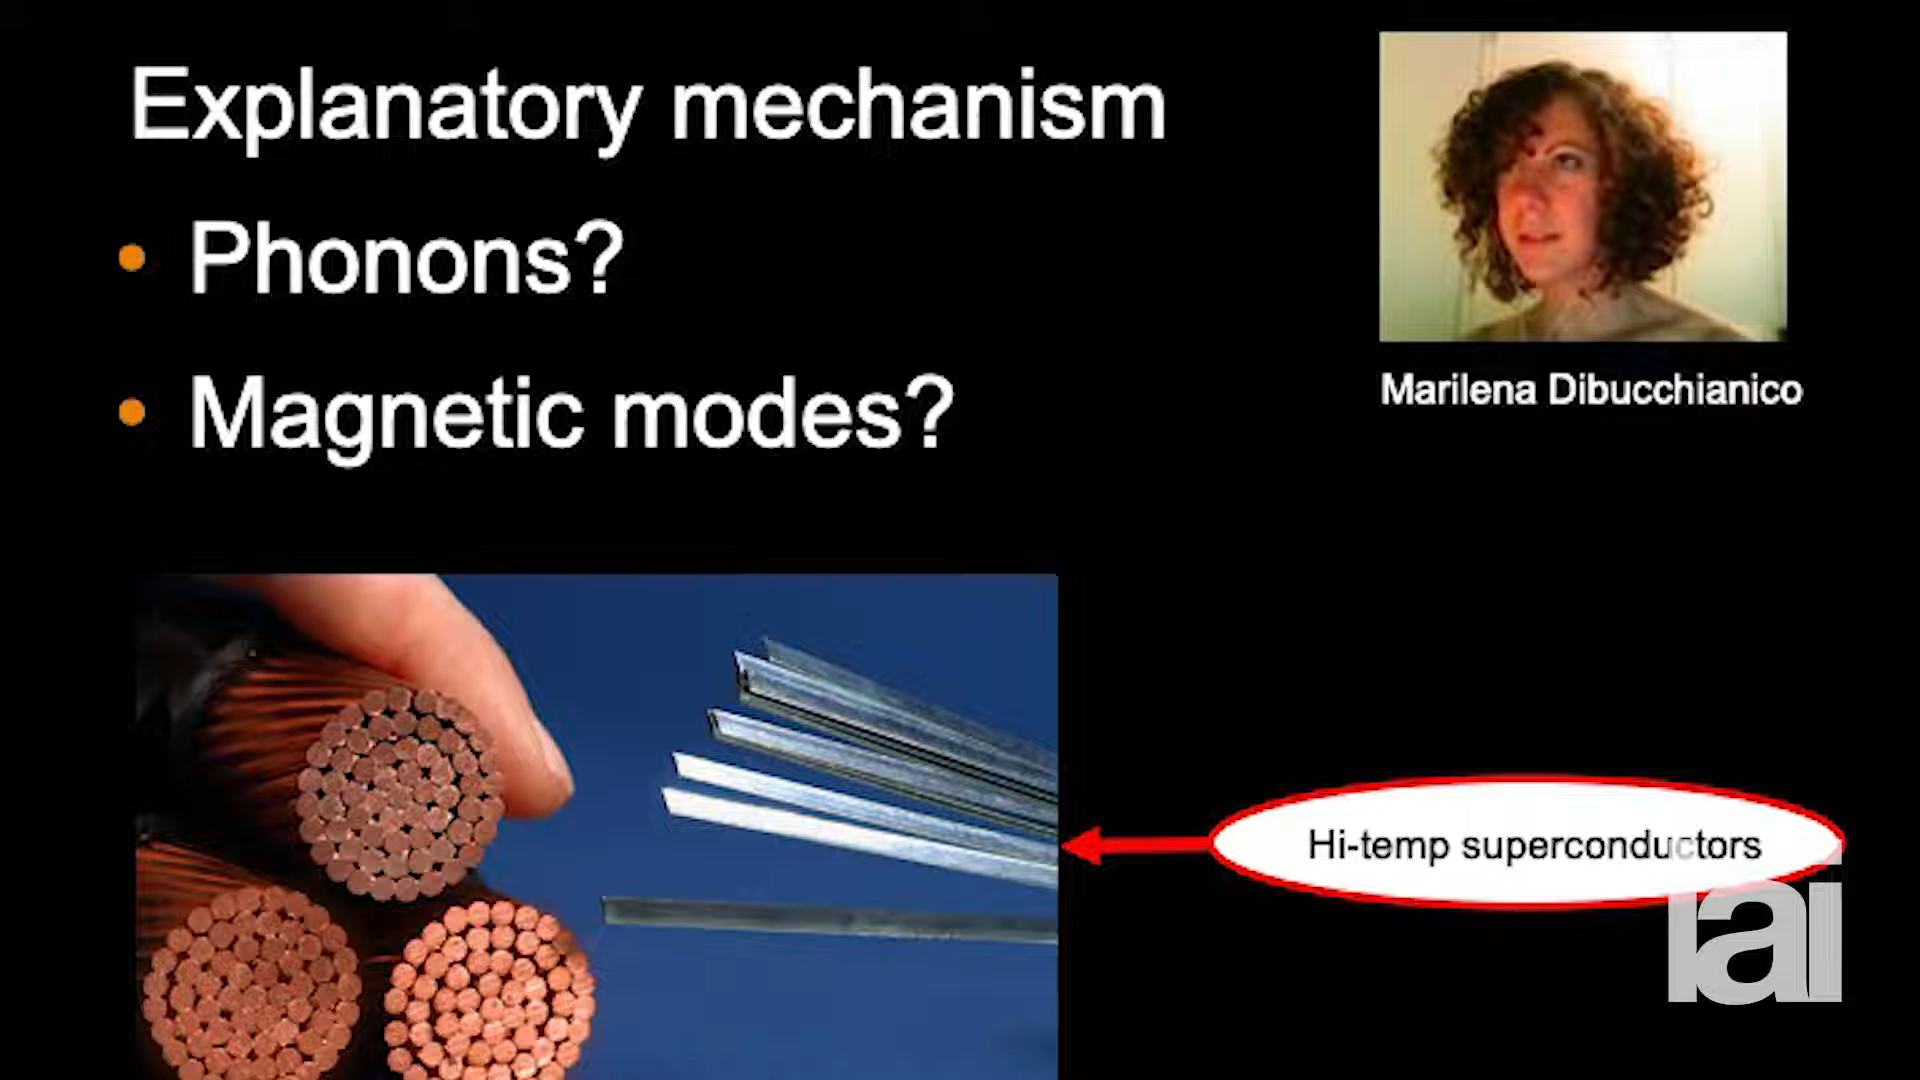 Explanatory mechanism
Phonons?
Magnetic modes?
Marilena Dibucchianico
Hi-temp superconductors
iai